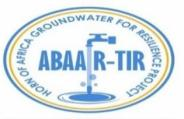 HORN OF AFRICA GROUNDWATER FOR RESILIENCE PROJECT
ABAAR-TIR